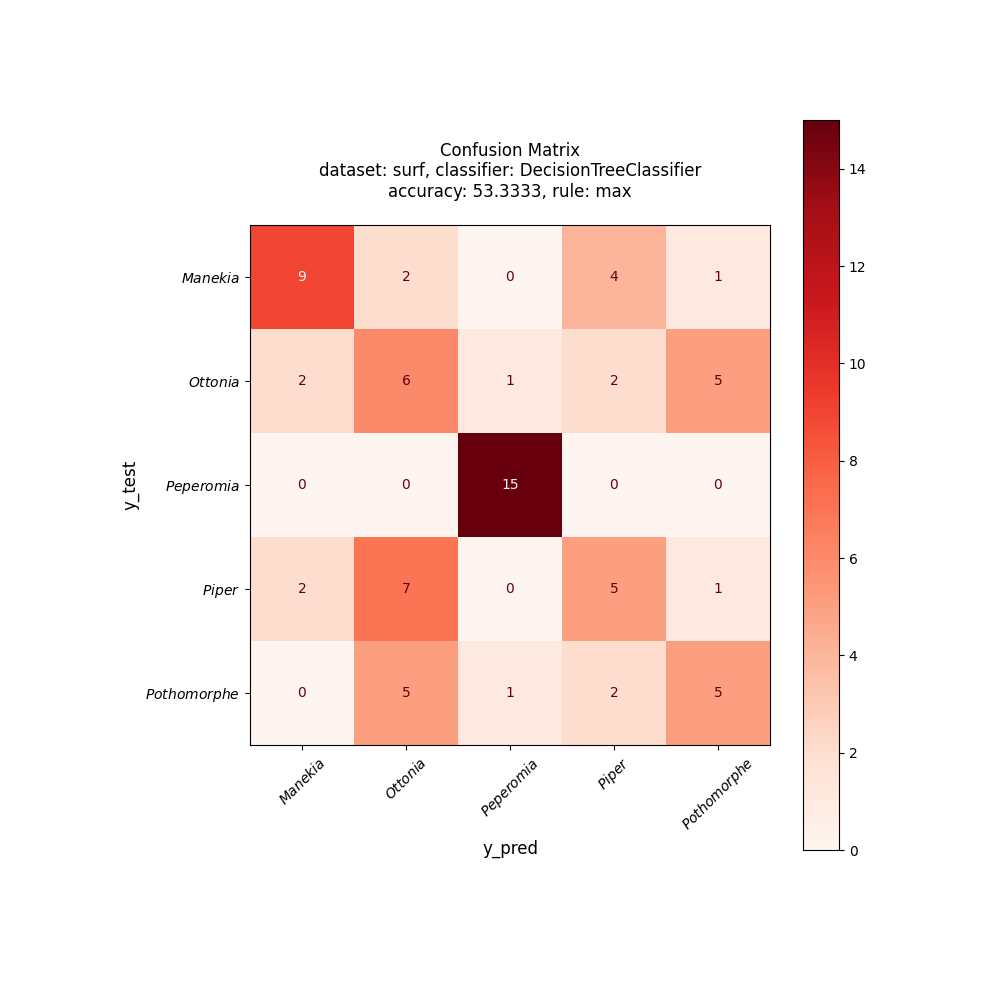 Confusion Matrix
dataset: surf, classifier: DecisionTreeClassifier
accuracy: 53.3333, rule: max
y_test
Manekia 9 2 0 4 1
Ottonia 2 6 1 2 5
Peperomia 0 0 15 0 0
Piper 2 7 0 5 1
Pothomorphe 0 5 1 2 5
Manekia Ottonia Peperomia Piper Pothomorphe
y_pred
14
12
10
8
6
4
2
0